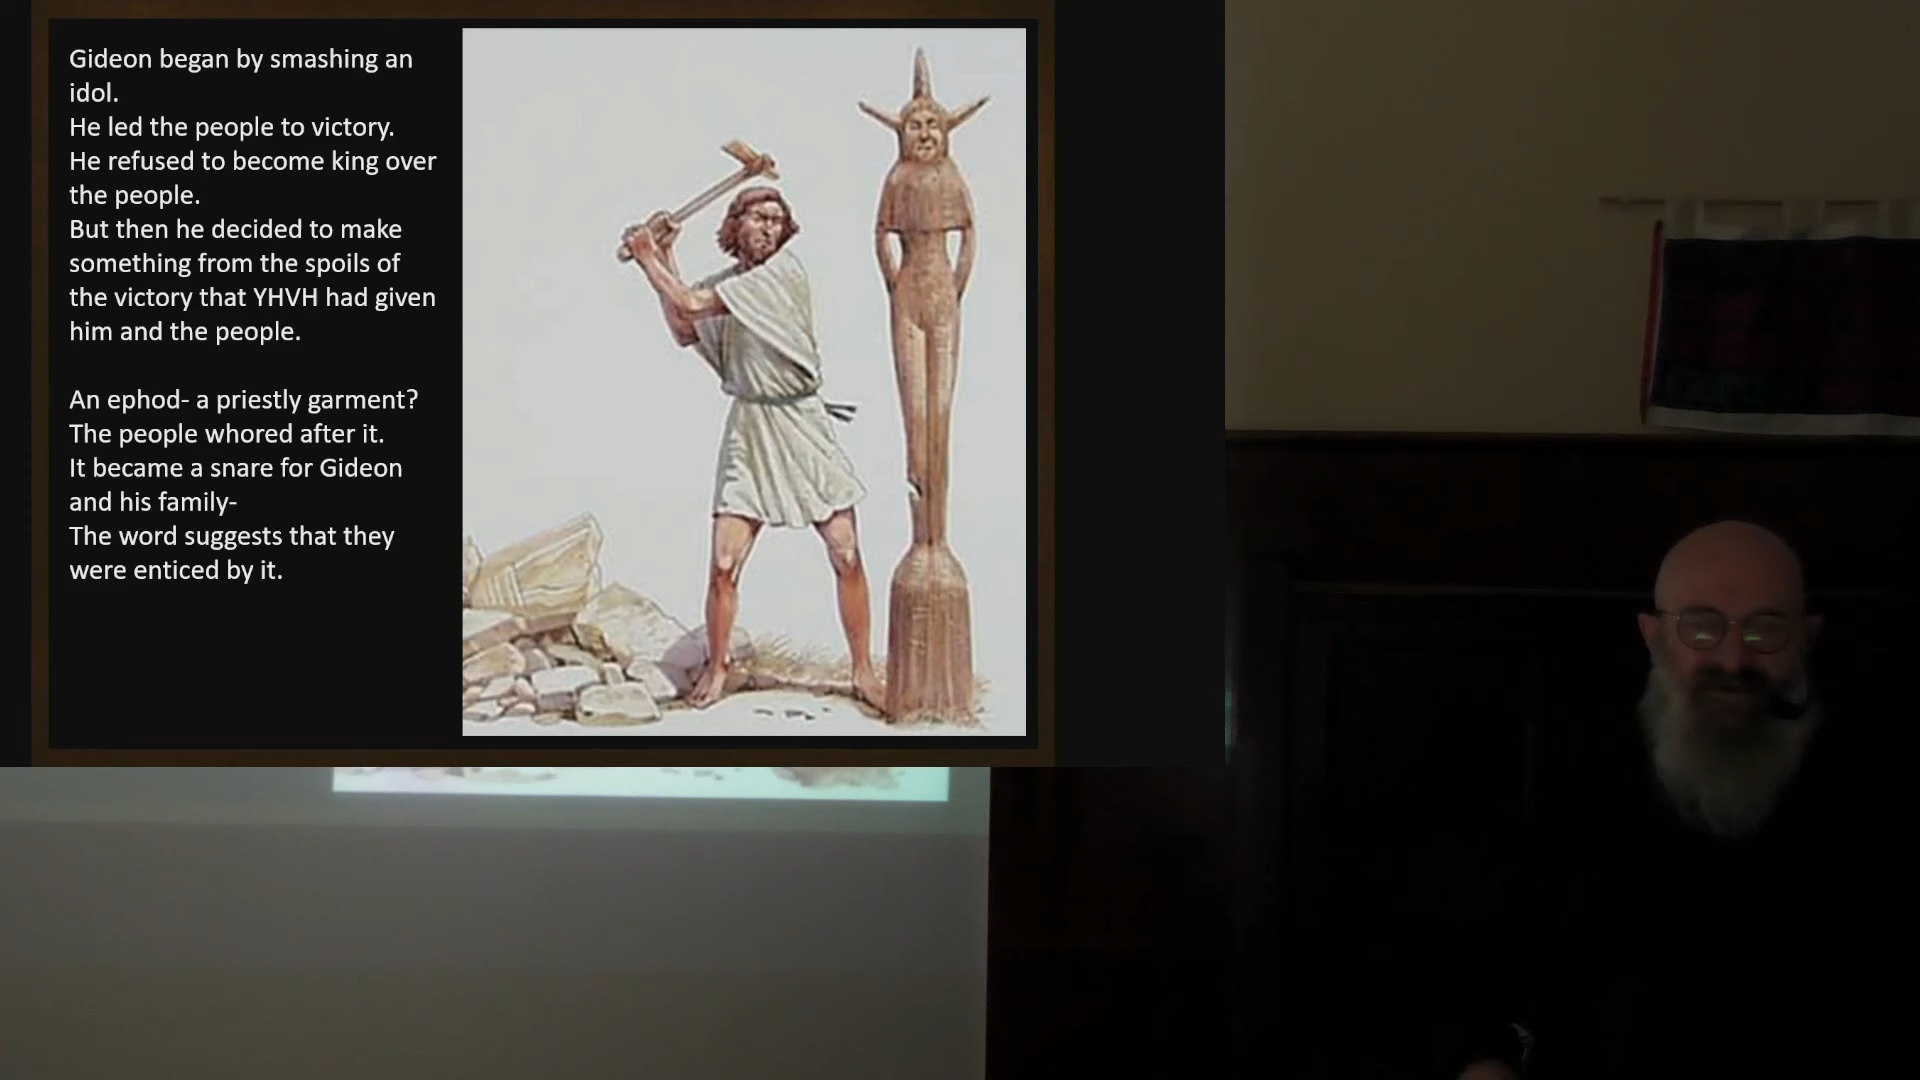 Gideon began by smashing an
idol.
He led the people to victory.
He refused to become king over
the people.
But then he decided to make
something from the spoils of
the victory that YHVH had given
him and the people.
An ephod- a priestly garment?
The people whored after it.
It became a snare for Gideon
and his family-
The word suggests that they
were enticed by it.